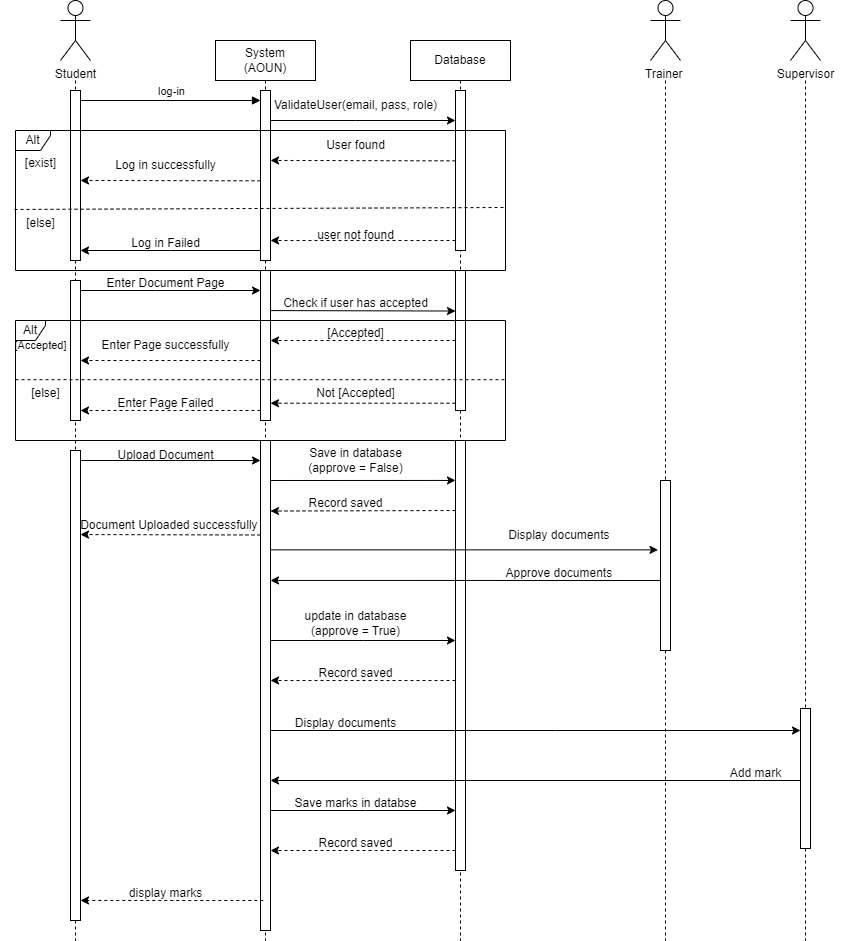 Student
System
(AOUN)
Database
Trainer
Supervisor
log-in
ValidateUser(email, pass, role)
Alt
User found
[exist]
Log in successfully
[else]
user not found
Log in Failed
Enter Document Page
Check if user has accepted
Alt
[Accepted]
[Accepted]
Enter Page successfully
[else]
Not [Accepted]
Enter Page Failed
Upload Document
Save in database
(approve = False)
Record saved
Document Uploaded successfully
Display documents
Approve documents
update in database
(approve = True)
Record saved
Display documents
Add mark
Save marks in databse
Record saved
display marks